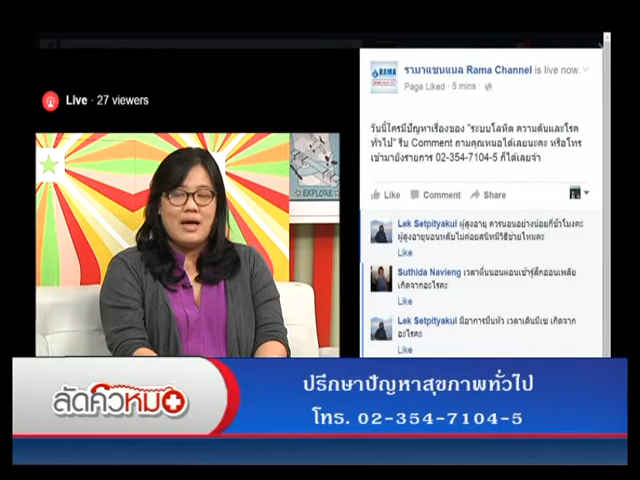 Live · 27 viewers
รามาแชนแนล Rama Channel is live now.
Page Liked · 5 mins ·
RAMA
วันนี้ใครมีปัญหาเรื่องของ "ระบบโลหิต ความดันและโรค
ทั่วไป" รีบ Comment ถามคุณหมอได้เลยนะคะ หรือโทร
เข้ามายังรายการ 02-354-7104-5 ก็ได้เลยจ้า
Like Comment Share
EXPLORE
Lek Setpityakul ผู้สูงอายุ ควรนอนอย่างน้อยกี่ชั่วโมงคะ
ผู้สูงอายุนอนหลับไม่ค่อยสนิทมีวิธีช่วยไหมคะ
Like
Suthida Navieng เวลาตื่นนอนตอนเช้ารู้สึกอ่อนเพลีย
เกิดจากอะไรคะ
Like
Lek Setpityakul มีอาการมึนหัว เวลาเดินมีเซ เกิดจาก
อะไรคะ
Like
ลัดคิวหมอ
ปรึกษาปัญหาสุขภาพทั่วไป
โทร. 02-354-7104-5